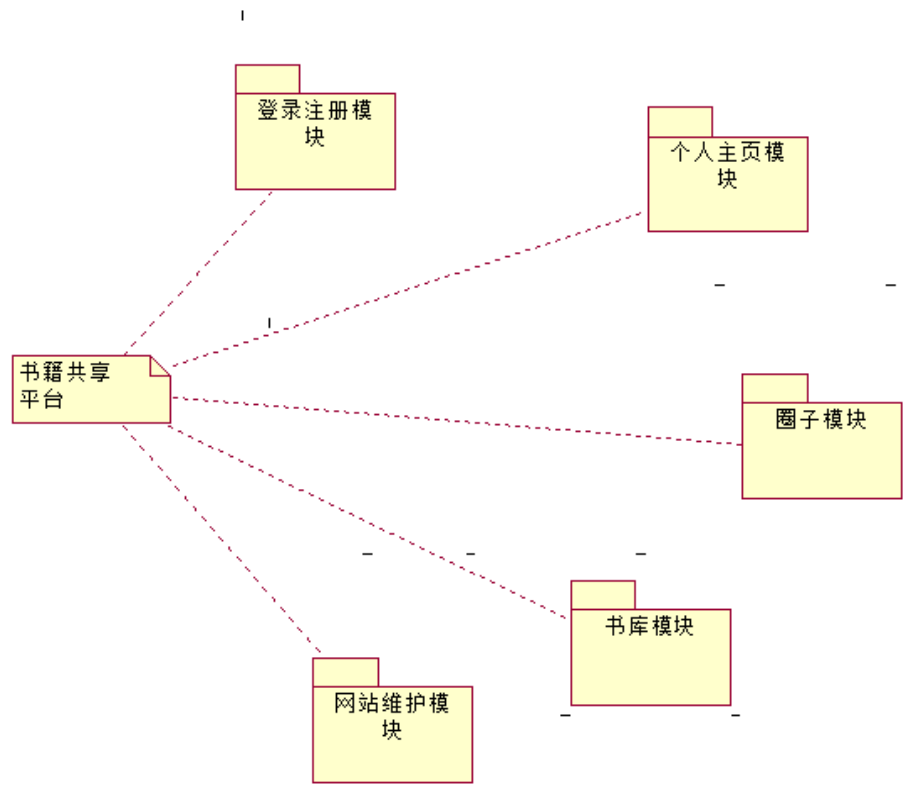 登录注册模
块
个人主页模
块
书籍共享
平台
圈子模块
书库模块
网站维护模
块